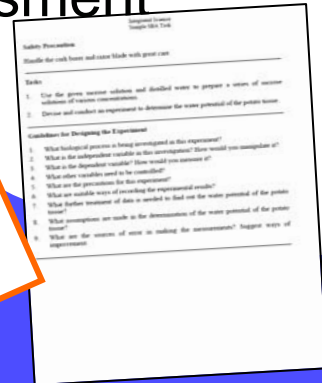 sment
Integrated Science
Sample SBA Task
Safety Precaution
Handle the cork borer and razor blade with great care.
Tasks
1. Use the given sucrose solution and distilled water to prepare a series of sucrose
solutions of various concentrations.
2. Devise and conduct an experiment to determine the water potential of the potato tissue.
Guidelines for Designing the Experiment
1. What biological process is being investigated in this experiment?
2. What is the independent variable in this investigation? How would you manipulate it?
3. What is the dependent variable? How would you measure it?
4. What other variables need to be controlled?
5. What are the precautions for this experiment?
6. What are suitable ways of recording the experimental results?
7. What further treatment of data is needed to find out the water potential of the potato
tissue?
8. What assumptions are made in the determination of the water potential of the potato
tissue?
9. What are the sources of error in making the measurements? Suggest ways of
improvement.